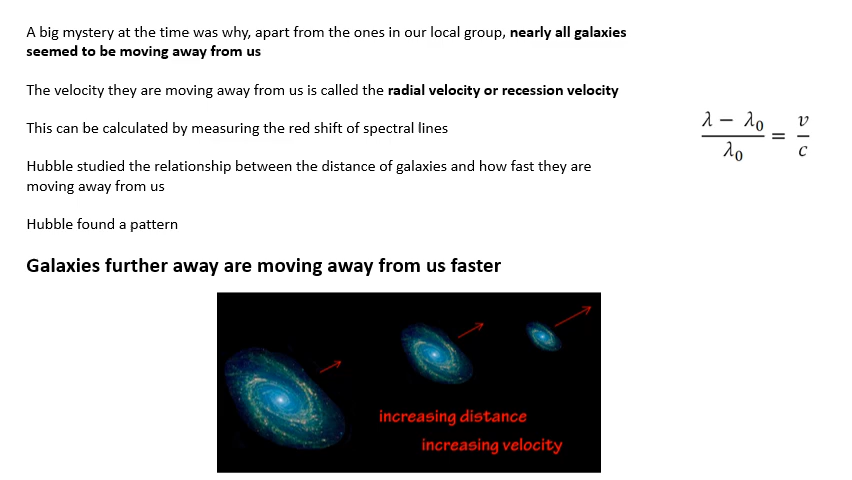 A big mystery at the time was why, apart from the ones in our local group, nearly all galaxies
seemed to be moving away from us
The velocity they are moving away from us is called the radial velocity or recession velocity
This can be calculated by measuring the red shift of spectral lines
Hubble studied the relationship between the distance of galaxies and how fast they are
moving away from us
Hubble found a pattern
Galaxies further away are moving away from us faster
λ − λ₀
λ₀
= v
c
increasing distance
increasing velocity